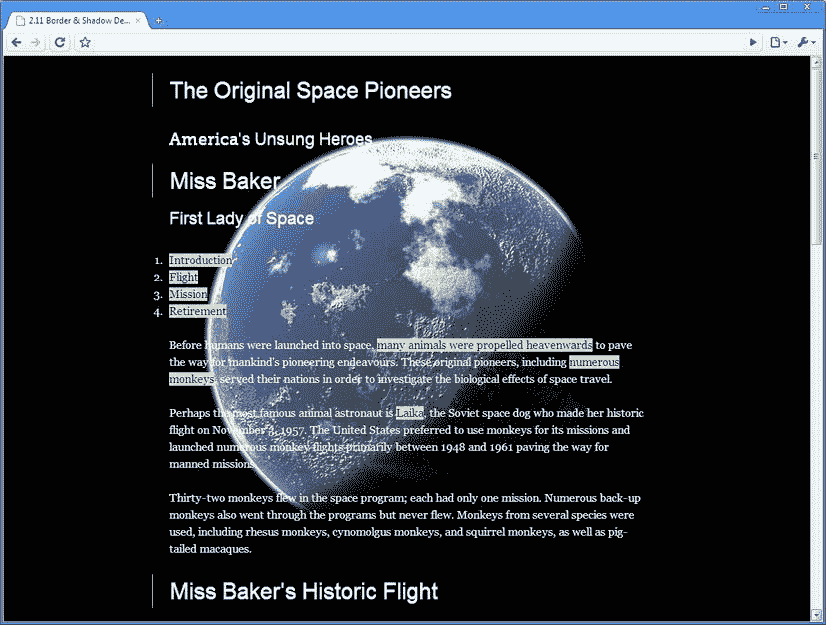 2.11 Border & Shadow De...
The Original Space Pioneers
America's Unsung Heroes
Miss Baker
First Lady of Space
1. Introduction
2. Flight
3. Mission
4. Retirement
Before humans were launched into space, many animals were propelled heavenwards to pave
the way for mankind's pioneering endeavours. These original pioneers, including numerous
monkeys, served their nations in order to investigate the biological effects of space travel.
Perhaps the most famous animal astronaut is Laika, the Soviet space dog who made her historic
flight on November 3, 1957. The United States preferred to use monkeys for its missions and
launched numerous monkey flights primarily between 1948 and 1961 paving the way for
manned missions.
Thirty-two monkeys flew in the space program; each had only one mission. Numerous back-up
monkeys also went through the programs but never flew. Monkeys from several species were
used, including rhesus monkeys, cynomolgus monkeys, and squirrel monkeys, as well as pig-
tailed macaques.
Miss Baker's Historic Flight